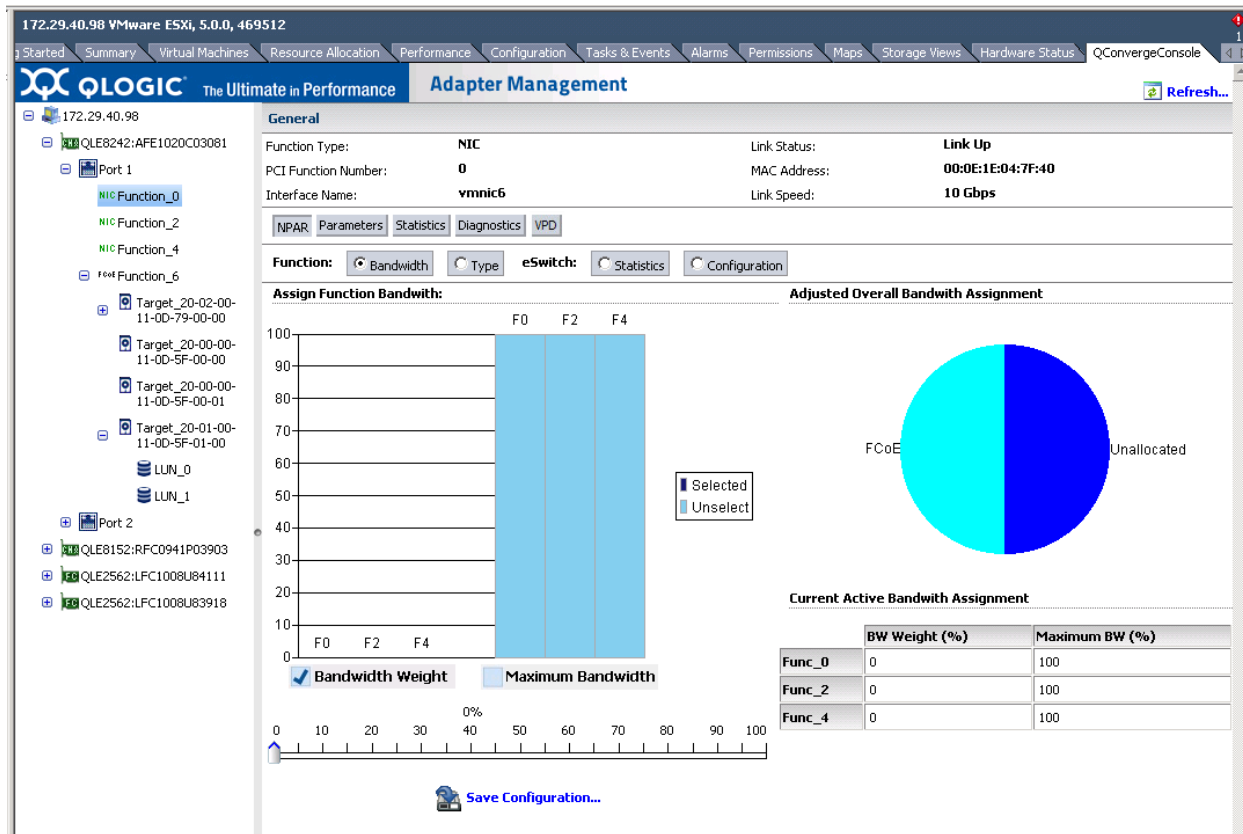 172.29.40.98 VMware ESXi, 5.0.0, 469512
g Started Summary Virtual Machines Resource Allocation Performance Configuration Tasks & Events Alarms Permissions Maps Storage Views Hardware Status QConvergeConsole
QLOGIC The Ultimate in Performance Adapter Management
Refresh...
172.29.40.98
QLE8242:AFE1020C03081
Port 1
NIC Function_0
NIC Function_2
NIC Function_4
FCoE Function_6
Target_20-02-00-
11-0D-79-00-00
Target_20-00-00-
11-0D-5F-00-00
Target_20-00-00-
11-0D-5F-00-01
Target_20-01-00-
11-0D-5F-01-00
LUN_0
LUN_1
Port 2
QLE8152:RFC0941P03903
QLE2562:LFC1008U84111
QLE2562:LFC1008U83918
General
Function Type: NIC Link Status: Link Up
PCI Function Number: 0 MAC Address: 00:0E:1E:04:7F:40
Interface Name: vmnic6 Link Speed: 10 Gbps
NPAR Parameters Statistics Diagnostics VPD
Function: Bandwidth Type eSwitch: Statistics Configuration
Assign Function Bandwith:
F0 F2 F4
100
90
80
70
60
50
40
30
20
10
0
F0 F2 F4
Selected
Unselect
Bandwidth Weight Maximum Bandwidth
0%
0 10 20 30 40 50 60 70 80 90 100
Save Configuration...
Adjusted Overall Bandwith Assignment
FCoE Unallocated
Current Active Bandwith Assignment
BW Weight (%) Maximum BW (%)
Func_0 0 100
Func_2 0 100
Func_4 0 100